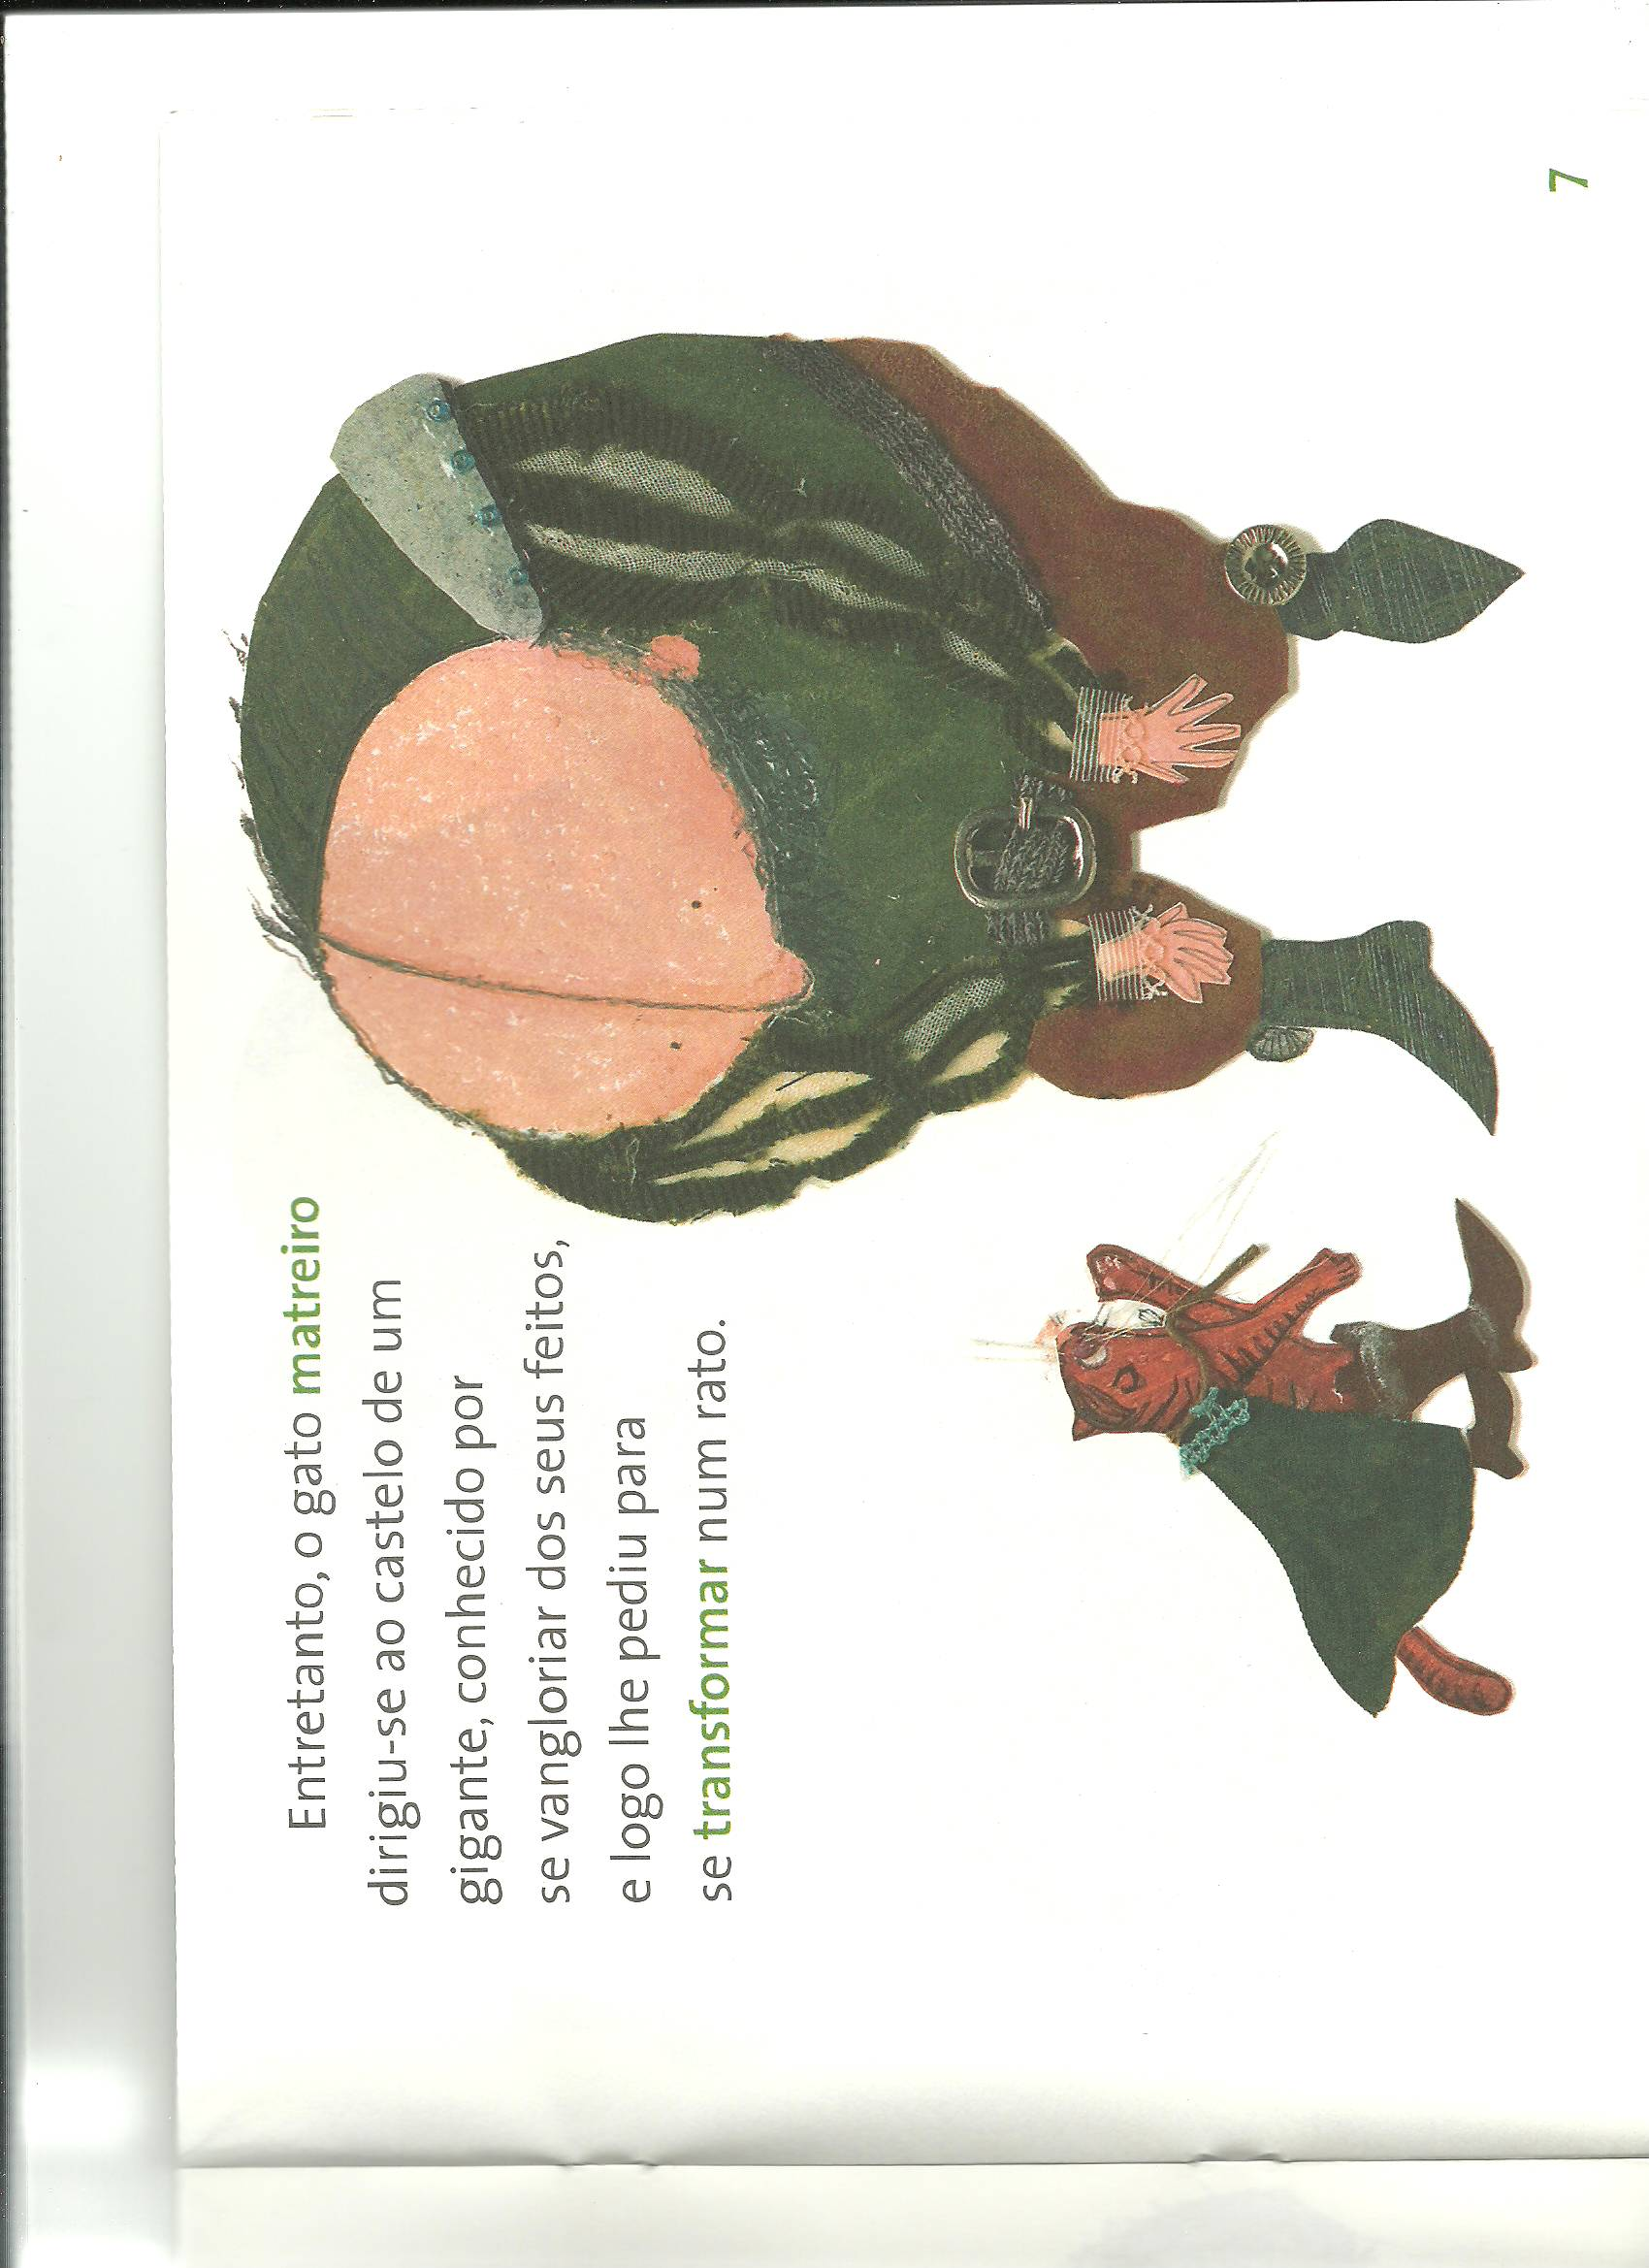 Entretanto, o gato matreiro
dirigiu-se ao castelo de um
gigante, conhecido por
se vangloriar dos seus feitos,
e logo lhe pediu para
se transformar num rato.
7